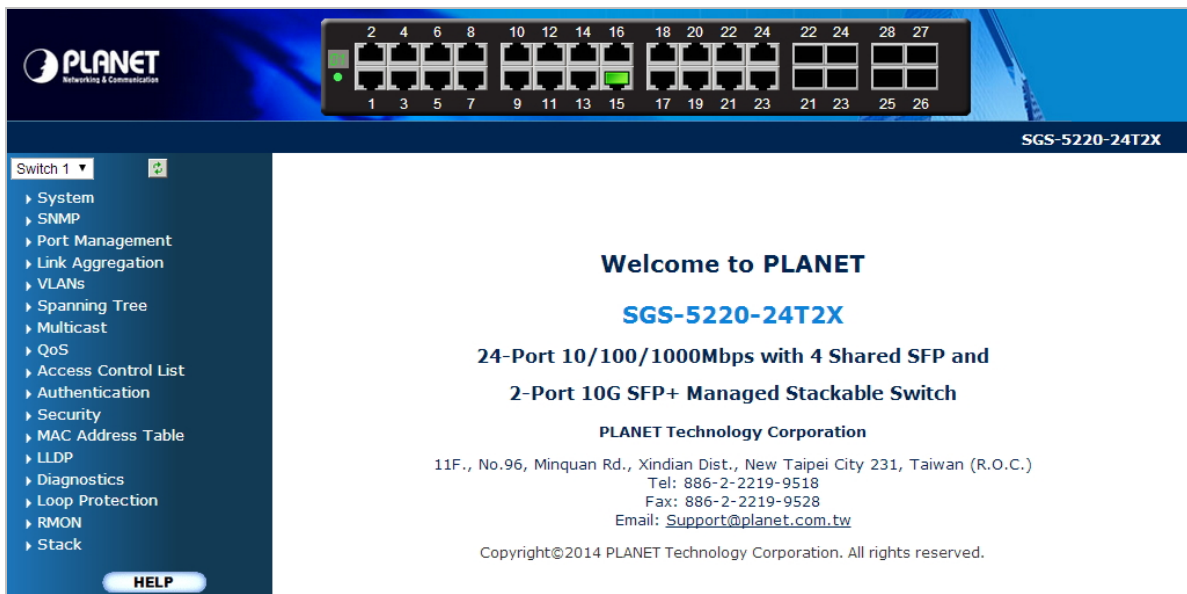 PLANET
Networking & Communication
2 4 6 8 10 12 14 16 18 20 22 24 22 24 28 27
1 3 5 7 9 11 13 15 17 19 21 23 21 23 25 26
SGS-5220-24T2X
Switch 1
System
SNMP
Port Management
Link Aggregation
VLANs
Spanning Tree
Multicast
QoS
Access Control List
Authentication
Security
MAC Address Table
LLDP
Diagnostics
Loop Protection
RMON
Stack
HELP
Welcome to PLANET
SGS-5220-24T2X
24-Port 10/100/1000Mbps with 4 Shared SFP and
2-Port 10G SFP+ Managed Stackable Switch
PLANET Technology Corporation
11F., No.96, Minquan Rd., Xindian Dist., New Taipei City 231, Taiwan (R.O.C.)
Tel: 886-2-2219-9518
Fax: 886-2-2219-9528
Email: Support@planet.com.tw
Copyright©2014 PLANET Technology Corporation. All rights reserved.